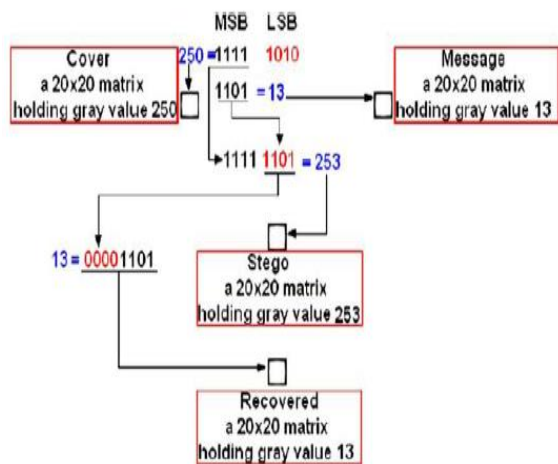 MSB LSB
Cover
a 20x20 matrix
holding gray value 250
250 = 1111 1010
1101 = 13
Message
a 20x20 matrix
holding gray value 13
1111 1101 = 253
13 = 00001101
Stego
a 20x20 matrix
holding gray value 253
Recovered
a 20x20 matrix
holding gray value 13